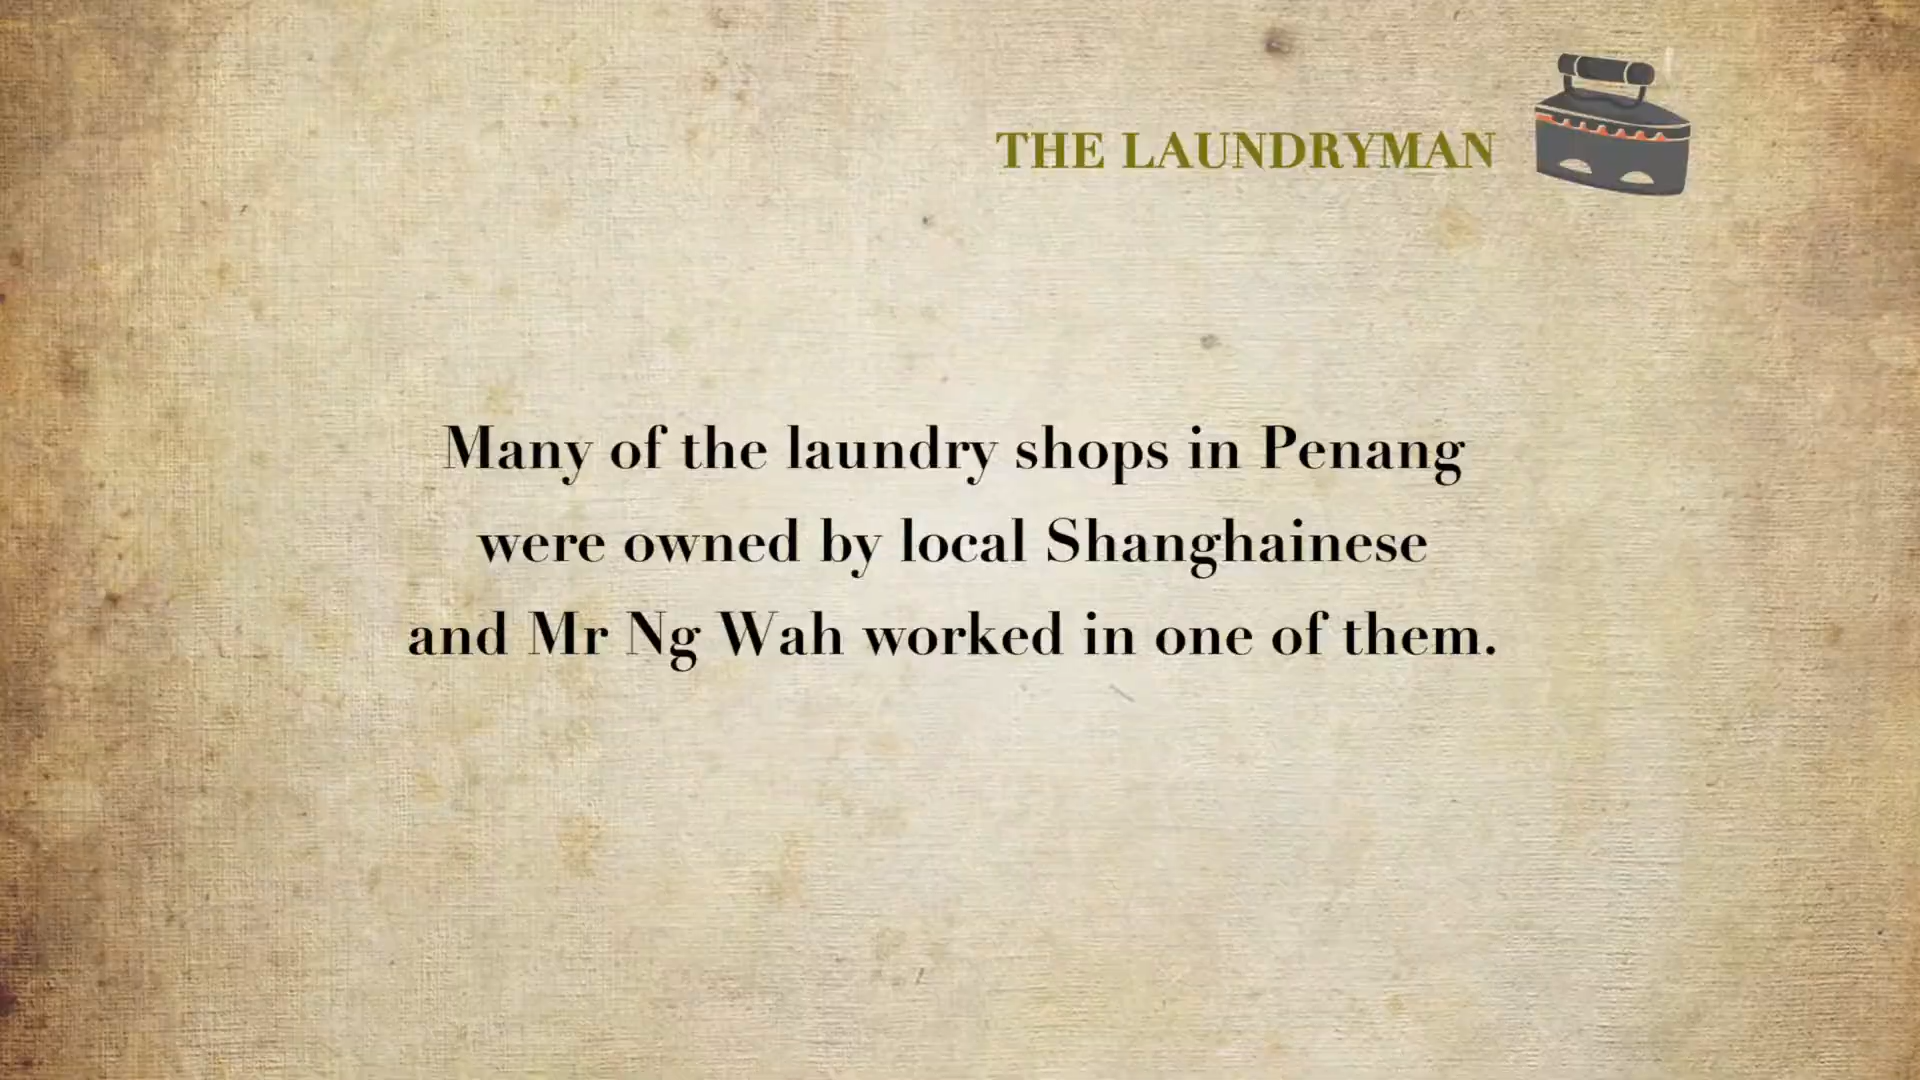 THE LAUNDRYMAN
Many of the laundry shops in Penang
were owned by local Shanghainese
and Mr Ng Wah worked in one of them.